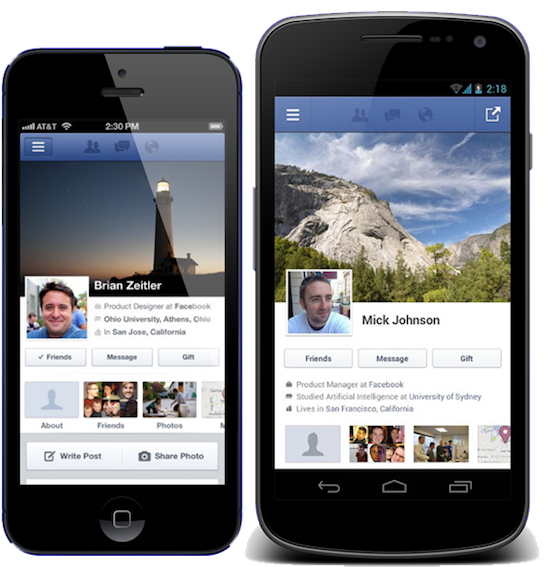 AT&T
2:30 PM
Brian Zeitler
Product Designer at Facebook
Ohio University, Athens, Ohio
In San Jose, California
✓ Friends
Message
Gift
About
Friends
Photos
M
Write Post
Share Photo
2:18
Mick Johnson
Friends
Message
Gift
Product Manager at Facebook
Studied Artificial Intelligence at University of Sydney
Lives in San Francisco, California